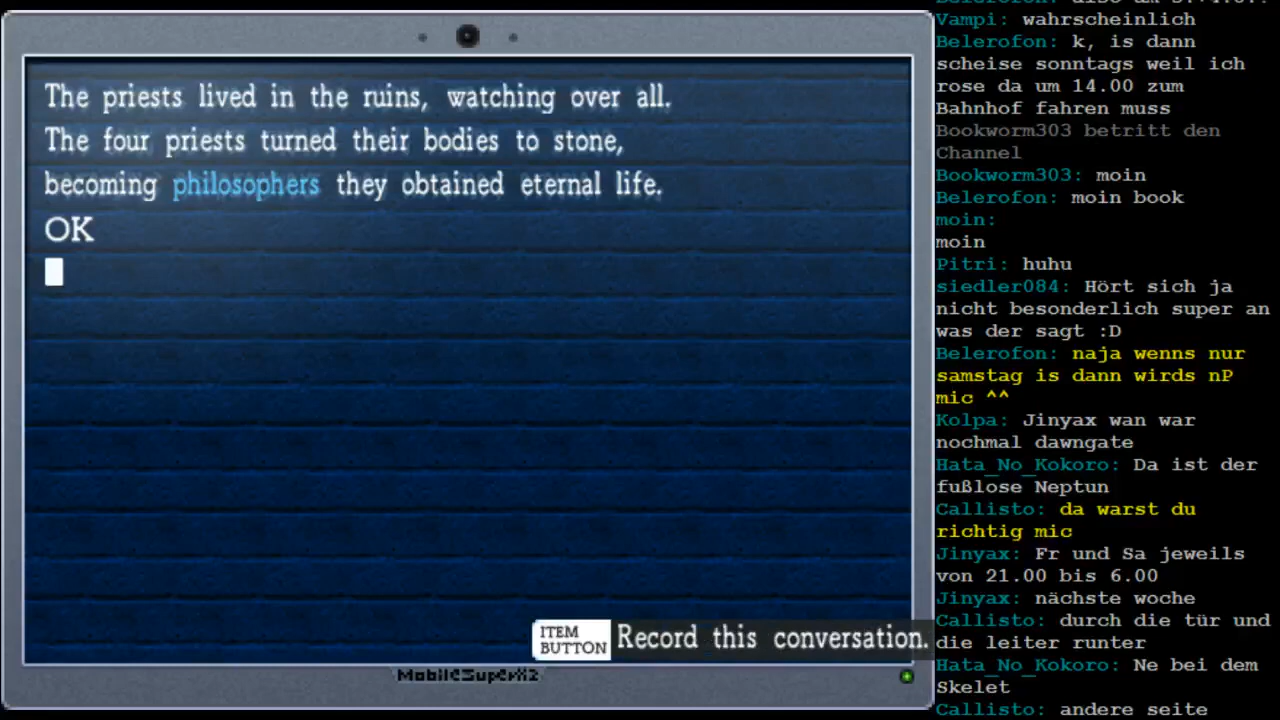 The priests lived in the ruins, watching over all.
The four priests turned their bodies to stone,
becoming philosophers they obtained eternal life.
OK
ITEM
BUTTON
Record this conversation.
MobileSuperX2
Vampi: wahrscheinlich
Belerofon: k, is dann
scheise sonntags weil ich
rose da um 14.00 zum
Bahnhof fahren muss
Bookworm303 betritt den
Channel
Bookworm303: moin
Belerofon: moin book
moin:
moin
Pitri: huhu
siedler084: Hört sich ja
nicht besonderlich super an
was der sagt :D
Belerofon: naja wenns nur
samstag is dann wirds nP
mic ^^
Kolpa: Jinyax wan war
nochmal dawngate
Hata_No_Kokoro: Da ist der
fußlose Neptun
Callisto: da warst du
richtig mic
Jinyax: Fr und Sa jeweils
von 21.00 bis 6.00
Jinyax: nächste woche
Callisto: durch die tür und
die leiter runter
Hata_No_Kokoro: Ne bei dem
Skelet
Callisto: andere seite